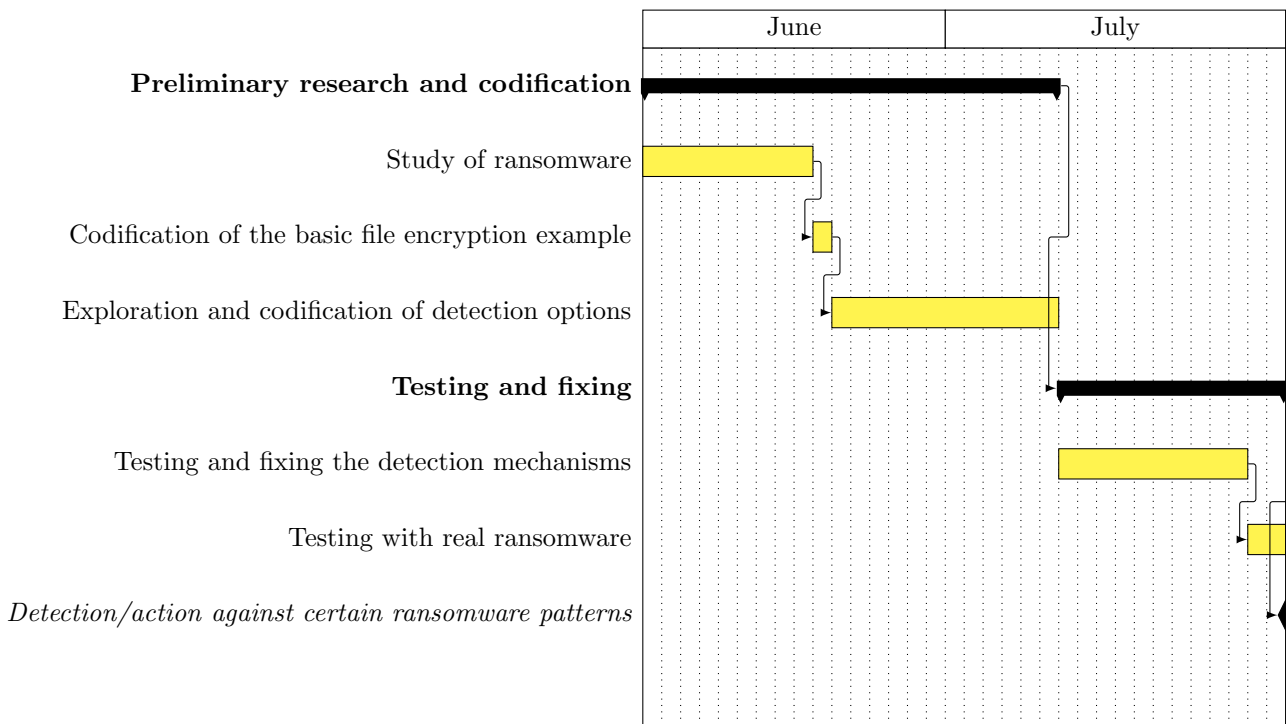 June
July
Preliminary research and codification
Study of ransomware
Codification of the basic file encryption example
Exploration and codification of detection options
Testing and fixing
Testing and fixing the detection mechanisms
Testing with real ransomware
Detection/action against certain ransomware patterns